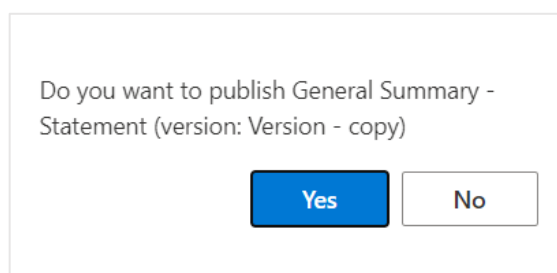 Do you want to publish General Summary -
Statement (version: Version - copy)
Yes No